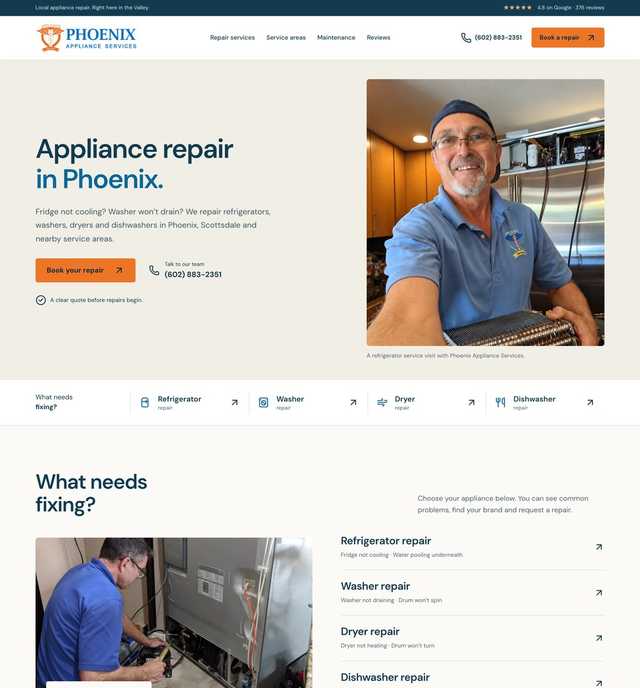 Local appliance repair. Right here in the Valley.
★★★★★ 4.8 on Google · 376 reviews
PHOENIX
APPLIANCE SERVICES
Repair services
Service areas
Maintenance
Reviews
(602) 883-2351
Book a repair
Appliance repair
in Phoenix.
Fridge not cooling? Washer won't drain? We repair refrigerators,
washers, dryers and dishwashers in Phoenix, Scottsdale and
nearby service areas.
Book your repair
Talk to our team
(602) 883-2351
A clear quote before repairs begin.
A refrigerator service visit with Phoenix Appliance Services.
What needs
fixing?
Refrigerator
repair
Washer
repair
Dryer
repair
Dishwasher
repair
What needs
fixing?
Choose your appliance below. You can see common
problems, find your brand and request a repair.
Refrigerator repair
Fridge not cooling · Water pooling underneath
Washer repair
Washer not draining · Drum won't spin
Dryer repair
Dryer not heating · Drum won't turn
Dishwasher repair